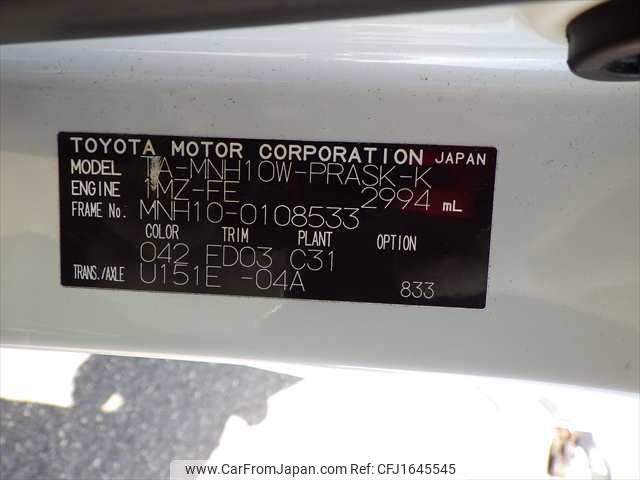 TOYOTA MOTOR CORPORATION JAPAN
MODEL TA-MNH10W-PRASK-K
ENGINE 1MZ-FE 2994 mL
FRAME No. MNH10-0108533
COLOR TRIM PLANT OPTION
042 FD03 C31
TRANS./AXLE U151E -04A 833
www.CarFromJapan.com - CFJ1645545